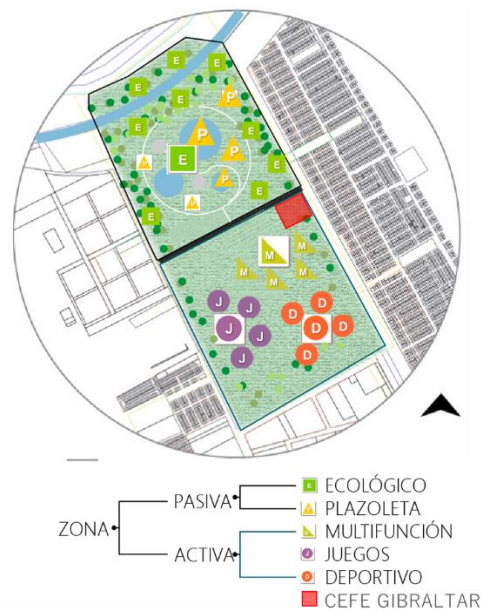 E
E
E
E
E
P
E
P
E
P
E
P
E
P
P
E
E
M
M
M
M
M
M
J
J
J
J
J
J
D
D
D
D
D
D
ZONA
PASIVA
E ECOLÓGICO
P PLAZOLETA
ACTIVA
M MULTIFUNCIÓN
J JUEGOS
D DEPORTIVO
CEFE GIBRALTAR